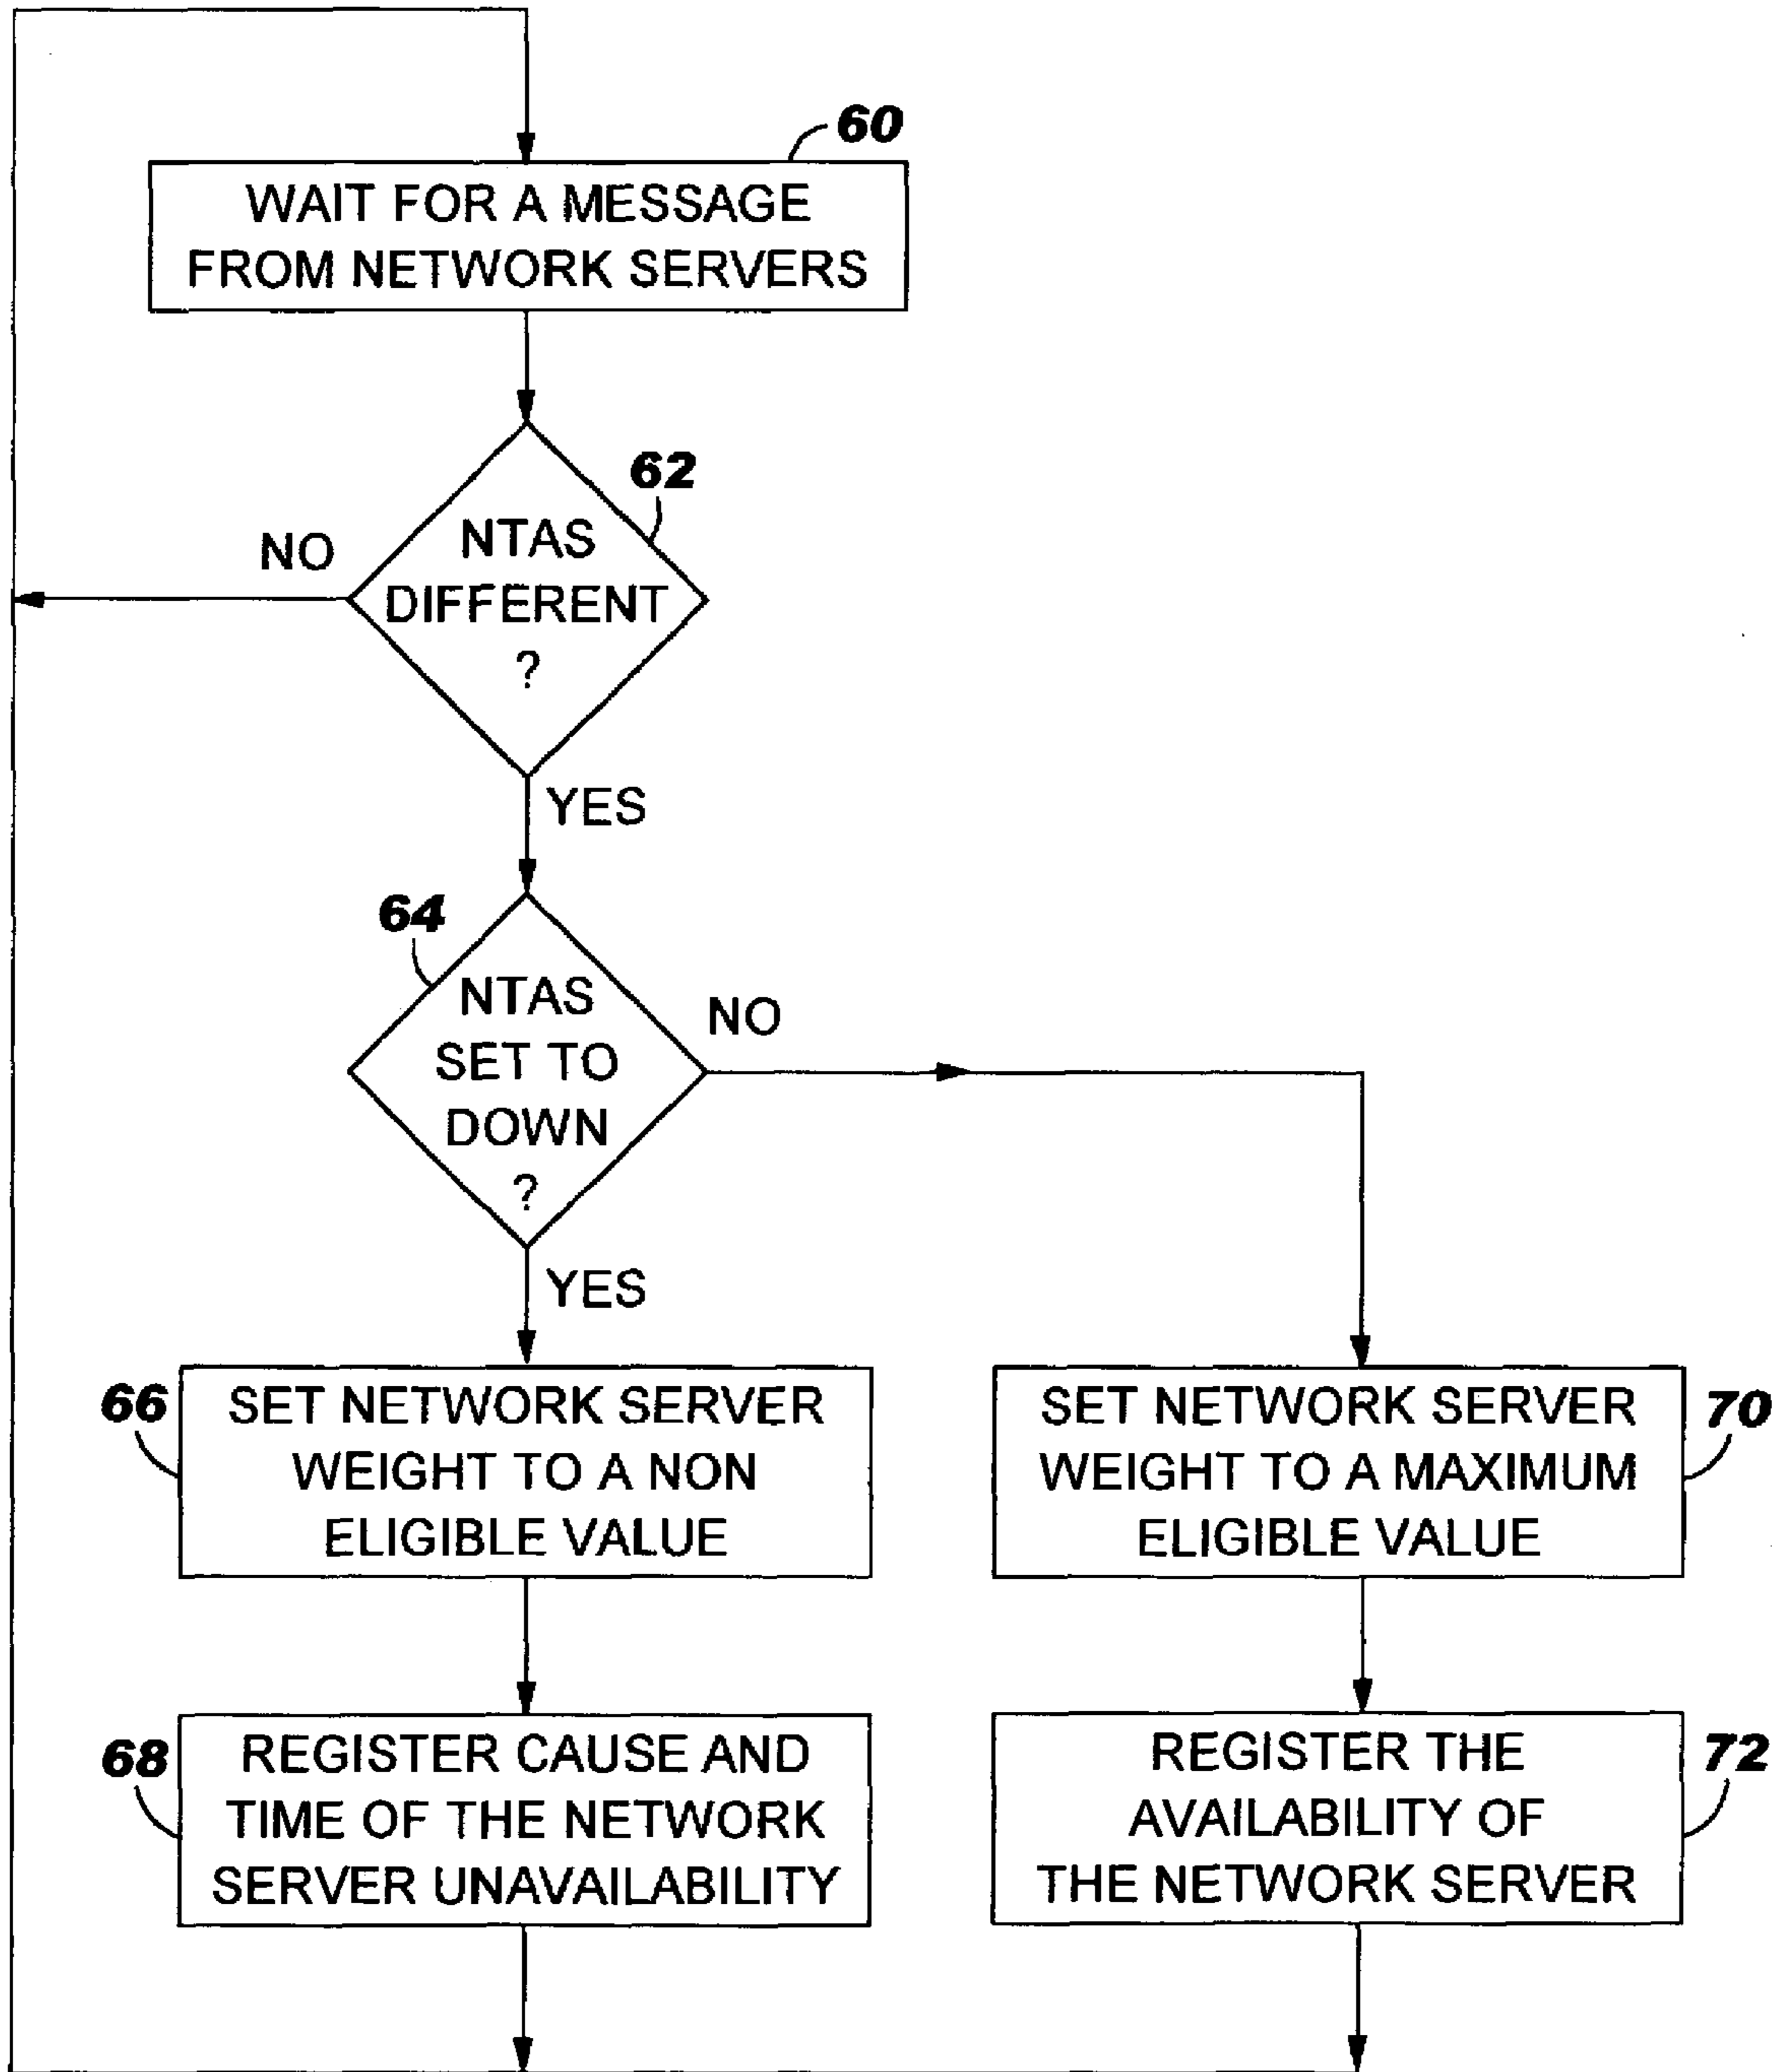 60
WAIT FOR A MESSAGE
FROM NETWORK SERVERS
62
NO
NTAS
DIFFERENT
?
YES
64
NTAS
SET TO
DOWN
?
NO
YES
66
SET NETWORK SERVER
WEIGHT TO A NON
ELIGIBLE VALUE
SET NETWORK SERVER
WEIGHT TO A MAXIMUM
ELIGIBLE VALUE
70
68
REGISTER CAUSE AND
TIME OF THE NETWORK
SERVER UNAVAILABILITY
REGISTER THE
AVAILABILITY OF
THE NETWORK SERVER
72